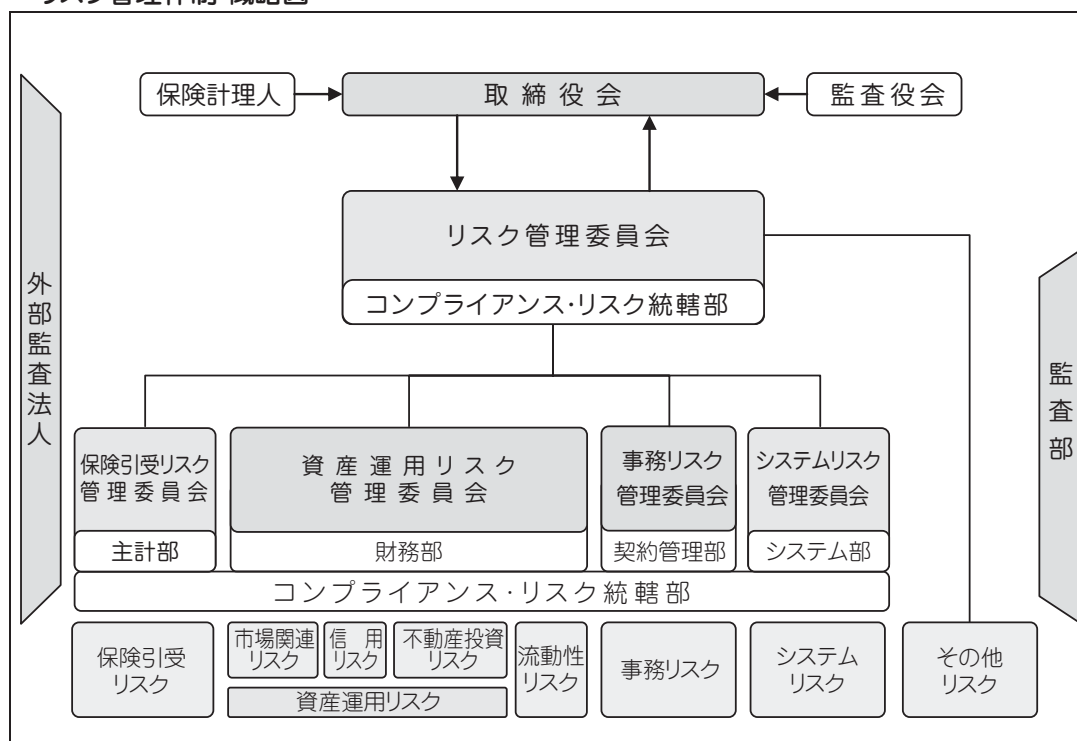 リスク管理体制 概略図
保険計理人
取締役会
監査役会
リスク管理委員会
コンプライアンス・リスク統轄部
外部監査法人
監査部
保険引受リスク
管理委員会
資産運用リスク
管理委員会
事務リスク
管理委員会
システムリスク
管理委員会
主計部
財務部
契約管理部
システム部
コンプライアンス・リスク統轄部
保険引受
リスク
市場関連
リスク
信用
リスク
不動産投資
リスク
資産運用リスク
流動性
リスク
事務リスク
システム
リスク
その他
リスク